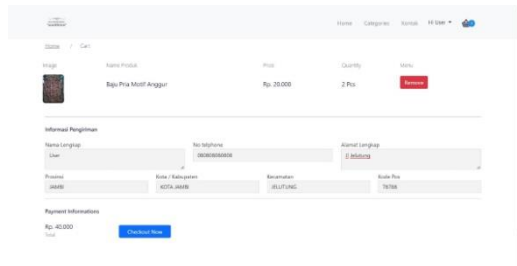 Home Categories Kontak Hi User
Home / Cart
Image Nama Produk Price Quantity Menu
Baju Pria Motif Anggur Rp. 20.000 2 Pcs Remove
Informasi Pengiriman
Nama Lengkap No telphone Alamat Lengkap
User Jl Jelutung
Provinsi Kota / Kabupaten Kecamatan Kode Pos
JAMBI KOTA JAMBI JELUTUNG
Payment Informations
Rp. 40.000 Checkout Now
Total